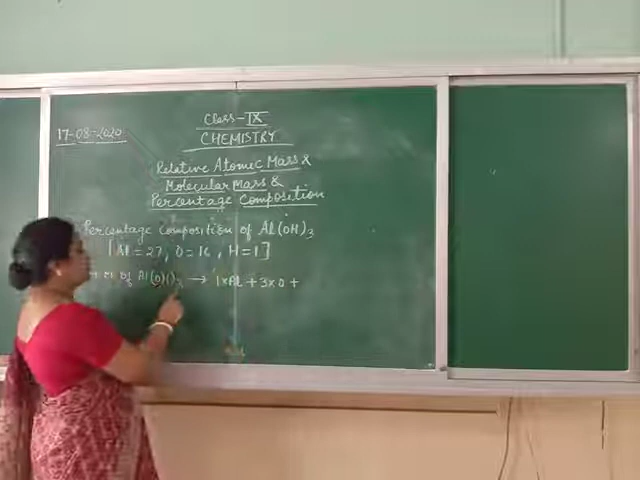 Class - IX
17-08-2020
CHEMISTRY
Relative Atomic Mass &
Molecular Mass &
Percentage Composition
Percentage composition of Al(OH)3
[Al = 27, O = 16, H = 1]
of Al(OH)3 → 1×Al + 3×O +